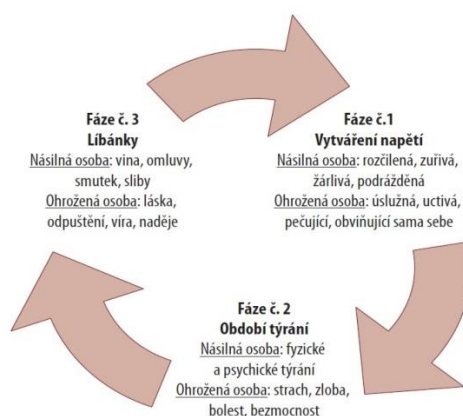 Fáze č. 3
Líbánky
Násilná osoba: vina, omluvy,
smutek, sliby
Ohrožená osoba: láska,
odpuštění, víra, naděje
Fáze č.1
Vytváření napětí
Násilná osoba: rozčilená, zuřivá,
žárlivá, podrážděná
Ohrožená osoba: úslužná, uctivá,
pečující, obviňující sama sebe
Fáze č. 2
Období týrání
Násilná osoba: fyzické
a psychické týrání
Ohrožená osoba: strach, zloba,
bolest, bezmocnost